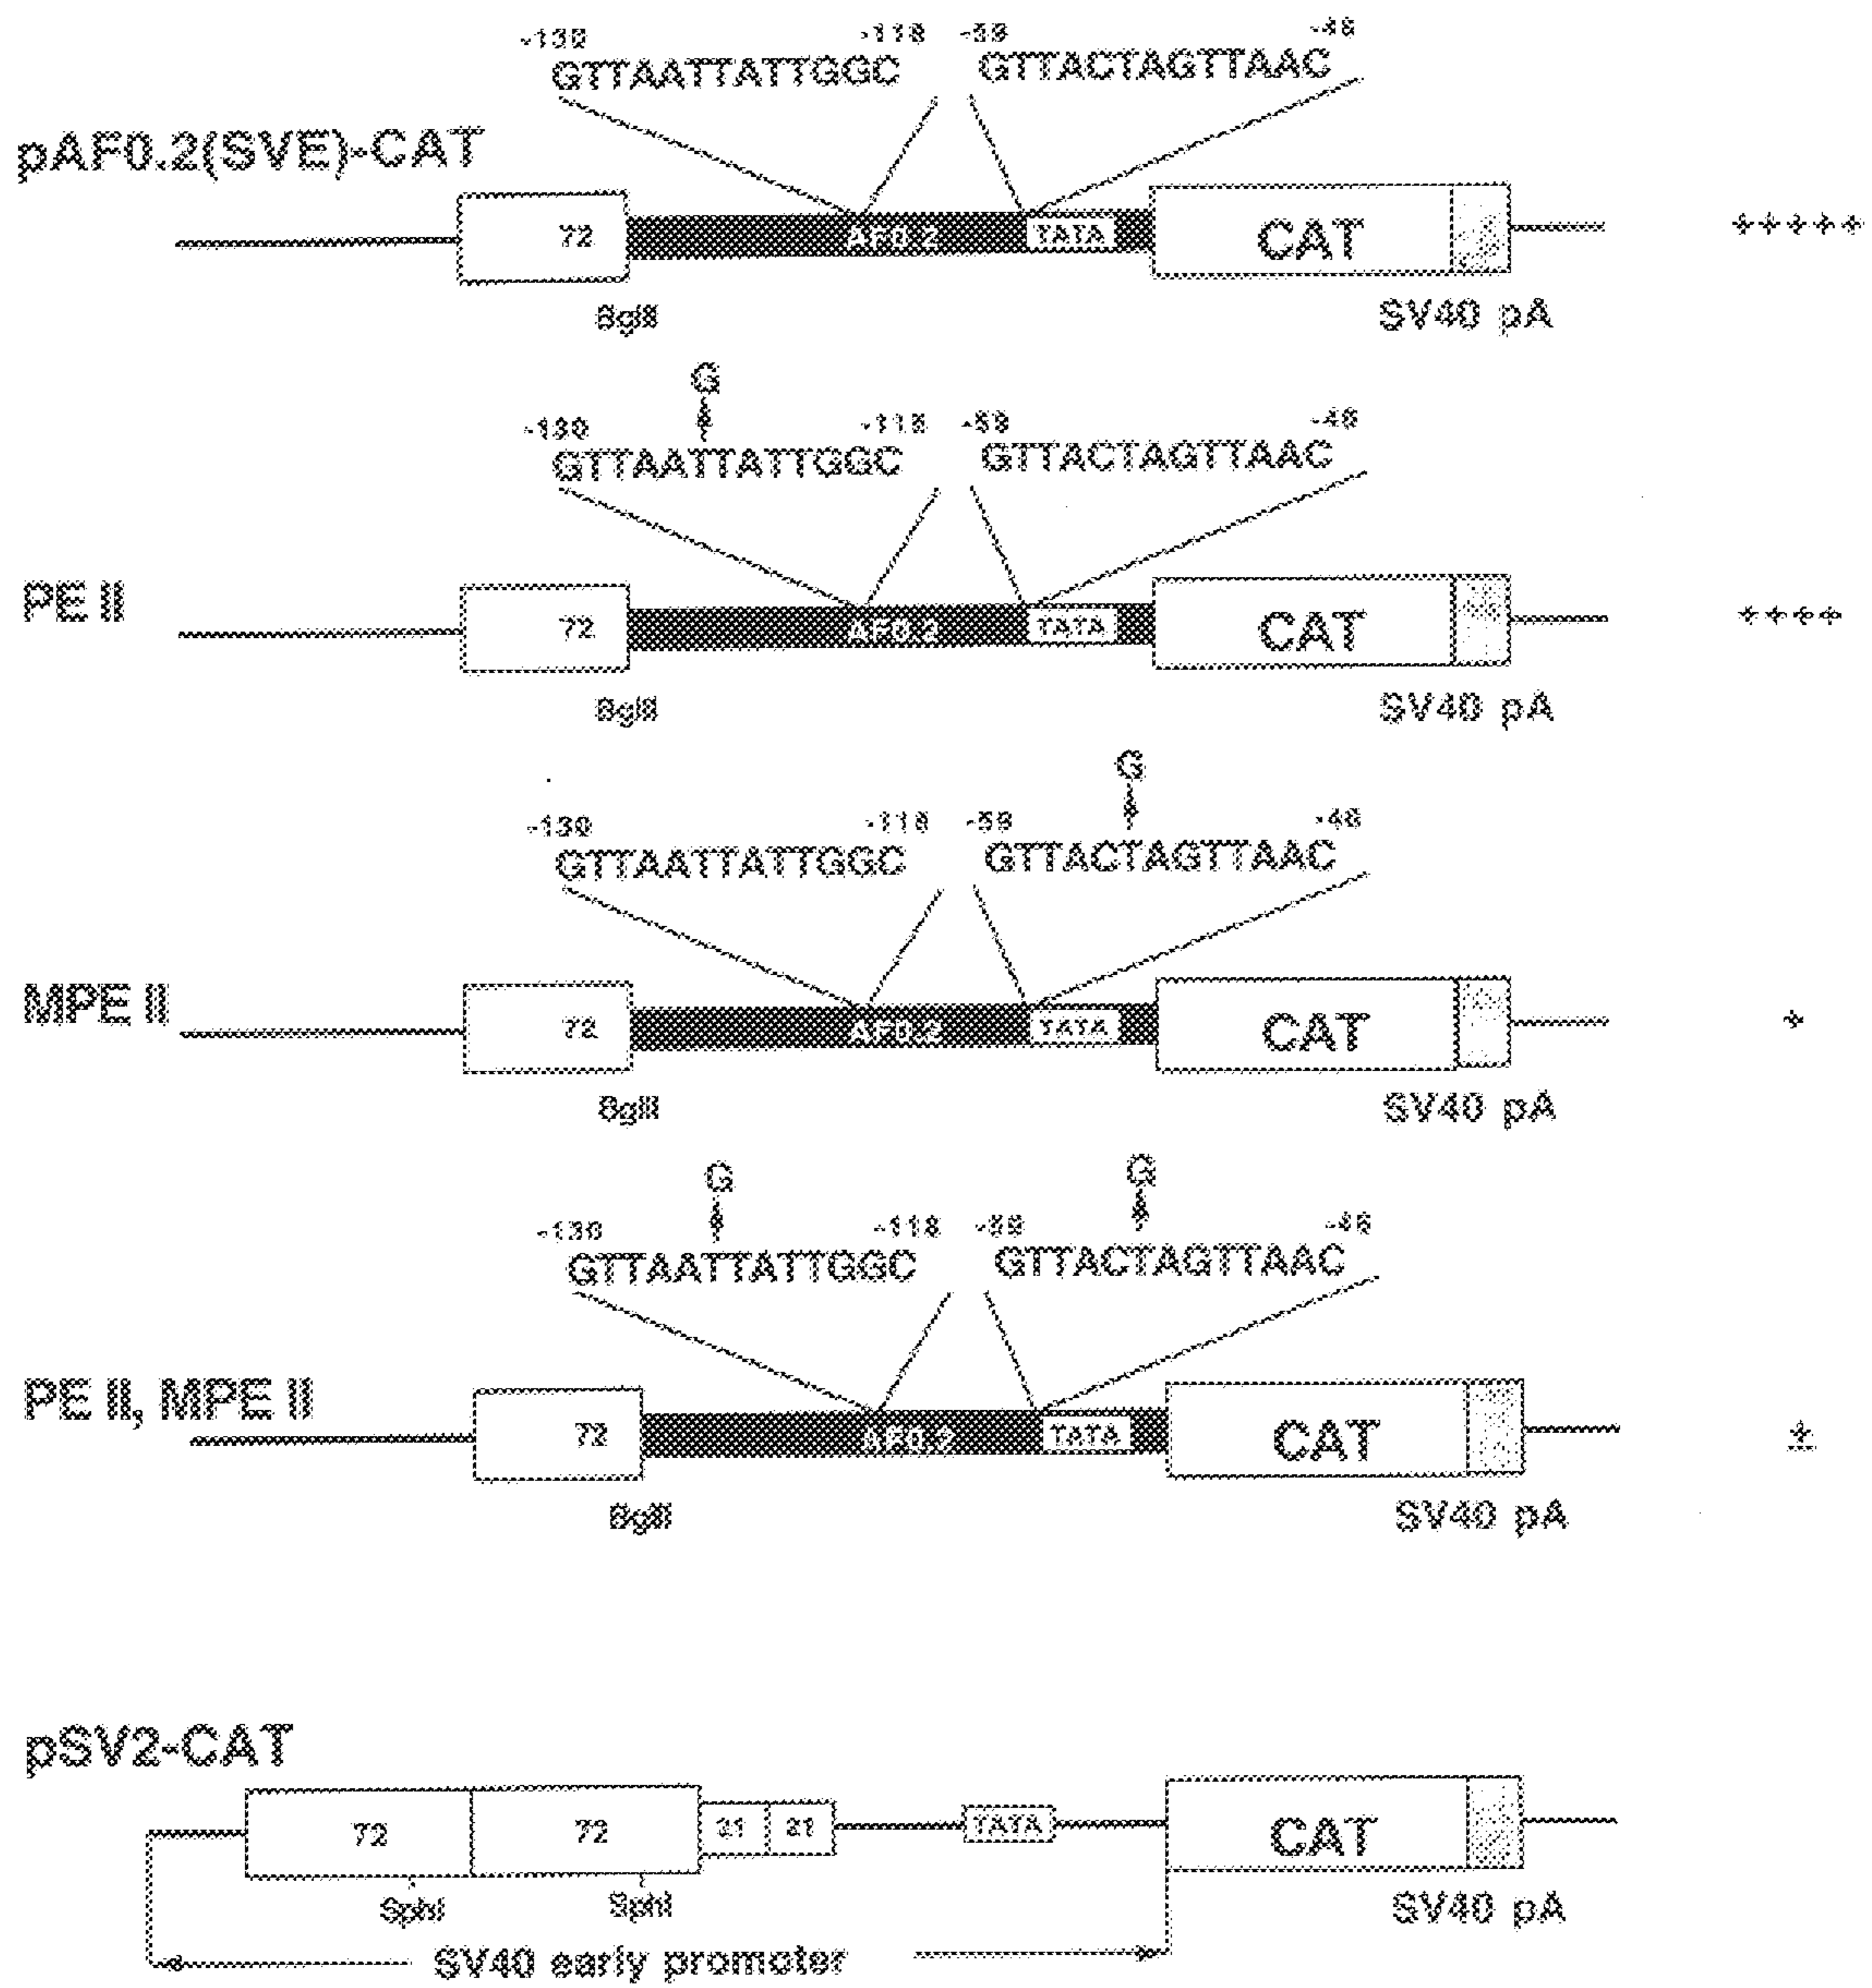 -130 -118 -59 -46
GTTAATTATTGGC GTTACTAGTTAAC
pAF0.2(SVE)-CAT
72 AF0.2 TATA CAT +++++
BglII SV40 pA
G
-130 -118 -59 -46
GTTAATTATTGGC GTTACTAGTTAAC
PE II
72 AF0.2 TATA CAT ++++
BglII SV40 pA
G
-130 -118 -59 -46
GTTAATTATTGGC GTTACTAGTTAAC
MPE II
72 AF0.2 TATA CAT +
BglII SV40 pA
G G
-130 -118 -59 -46
GTTAATTATTGGC GTTACTAGTTAAC
PE II, MPE II
72 AF0.2 TATA CAT ±
BglII SV40 pA
pSV2-CAT
72 72 21 21 TATA CAT
SphI SphI SV40 pA
SV40 early promoter